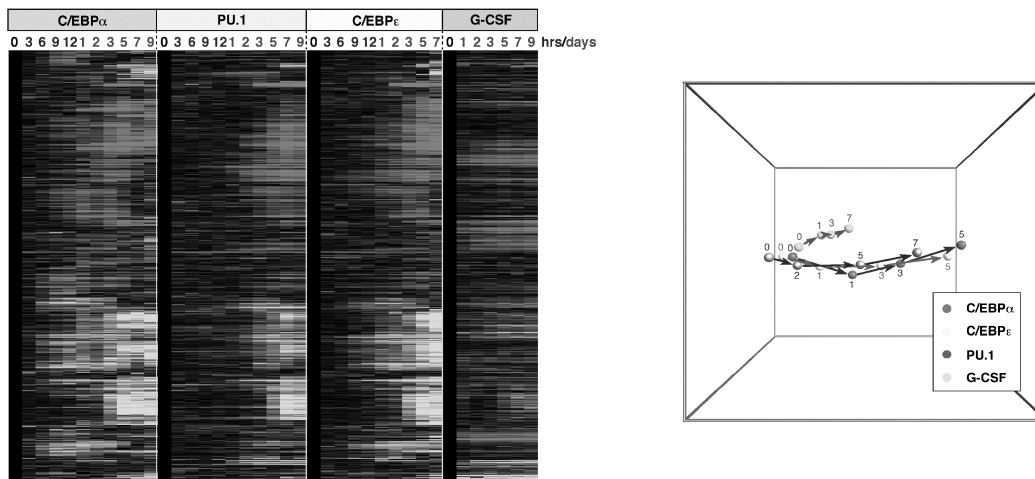 C/EBPα PU.1 C/EBPε G-CSF
0 3 6 9 12 1 2 3 5 7 9 0 3 6 9 12 1 2 3 5 7 9 0 3 6 9 12 1 2 3 5 7 0 1 2 3 5 7 9 hrs/days
7
1 3
0
5
0 0 0
7
5
2 1 3 3 5
1
C/EBPα
C/EBPε
PU.1
G-CSF